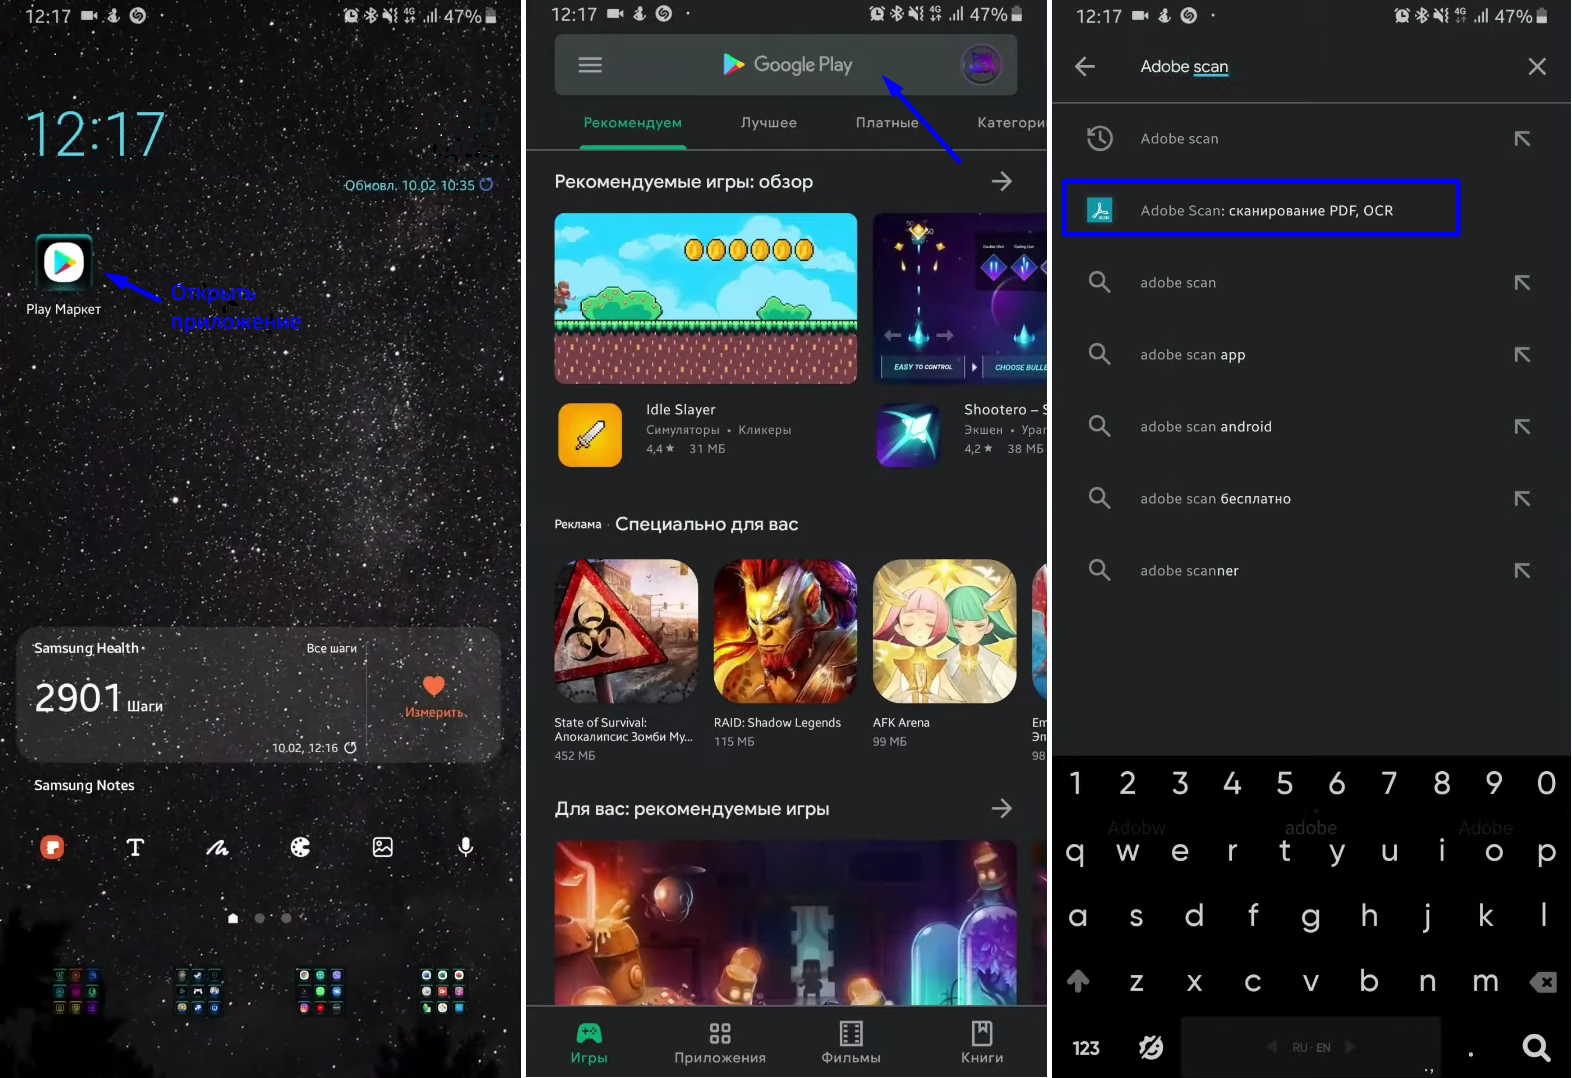 12:17
4G
47%
12:17
Обновл. 10.02 10:35
Play Маркет
Открыть
приложение
Samsung Health
Все шаги
2901 Шаги
Измерить
10.02, 12:16
Samsung Notes
T
12:17
4G
47%
Google Play
Рекомендуем
Лучшее
Платные
Категори
Рекомендуемые игры: обзор
EASY TO CONTROL
CHOOSE BULLE
Idle Slayer
Симуляторы • Кликеры
4,4 ★ 31 МБ
Shootero – S
Экшен • Ураг
4,2 ★ 38 МБ
Реклама · Специально для вас
State of Survival:
Апокалипсис Зомби Му...
452 МБ
RAID: Shadow Legends
115 МБ
AFK Arena
99 МБ
Em
Эп
98
Для вас: рекомендуемые игры
Игры
Приложения
Фильмы
Книги
12:17
4G
47%
Adobe scan
Adobe scan
Adobe Scan: сканирование PDF, OCR
adobe scan
adobe scan app
adobe scan android
adobe scan бесплатно
adobe scanner
1 2 3 4 5 6 7 8 9 0
Adobw adobe Adobe
q w e r t y u i o p
a s d f g h j k l
z x c v b n m
123
RU - EN
.
.,